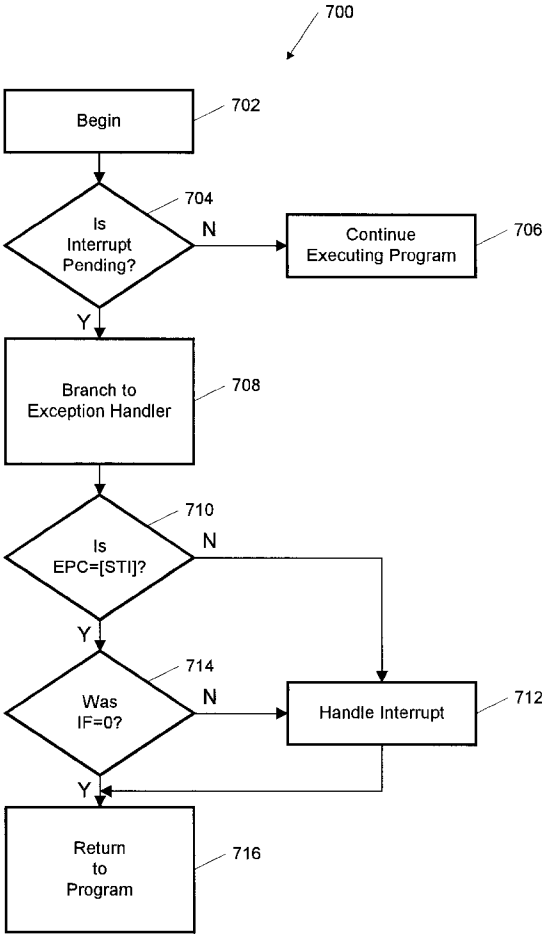 700
Begin
702
704
Is
Interrupt
Pending?
N
Continue
Executing Program
706
Y
Branch to
Exception Handler
708
710
Is
EPC=[STI]?
N
Y
714
Was
IF=0?
N
Handle Interrupt
712
Y
Return
to
Program
716